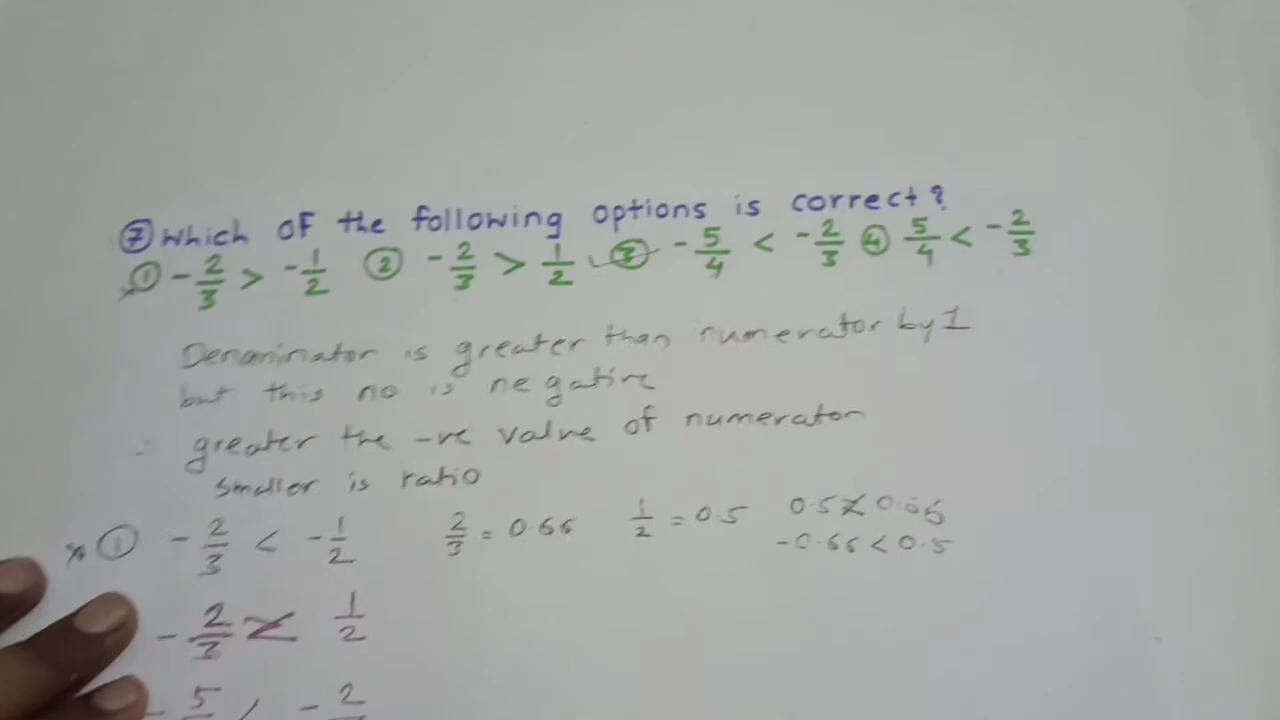 ⑦ Which of the following options is correct?
① -2/3 > -1/2 ② -2/3 > 1/2 ③ -5/4 < -2/3 ④ 5/4 < -2/3
Denominator is greater than numerator by 1
but this no is negative
∴ greater the -ve value of numerator
smaller is ratio
① -2/3 < -1/2 2/3 = 0.66 1/2 = 0.5 0.5 < 0.66
-0.66 < 0.5
-2/3 < 1/2
-5 < -2